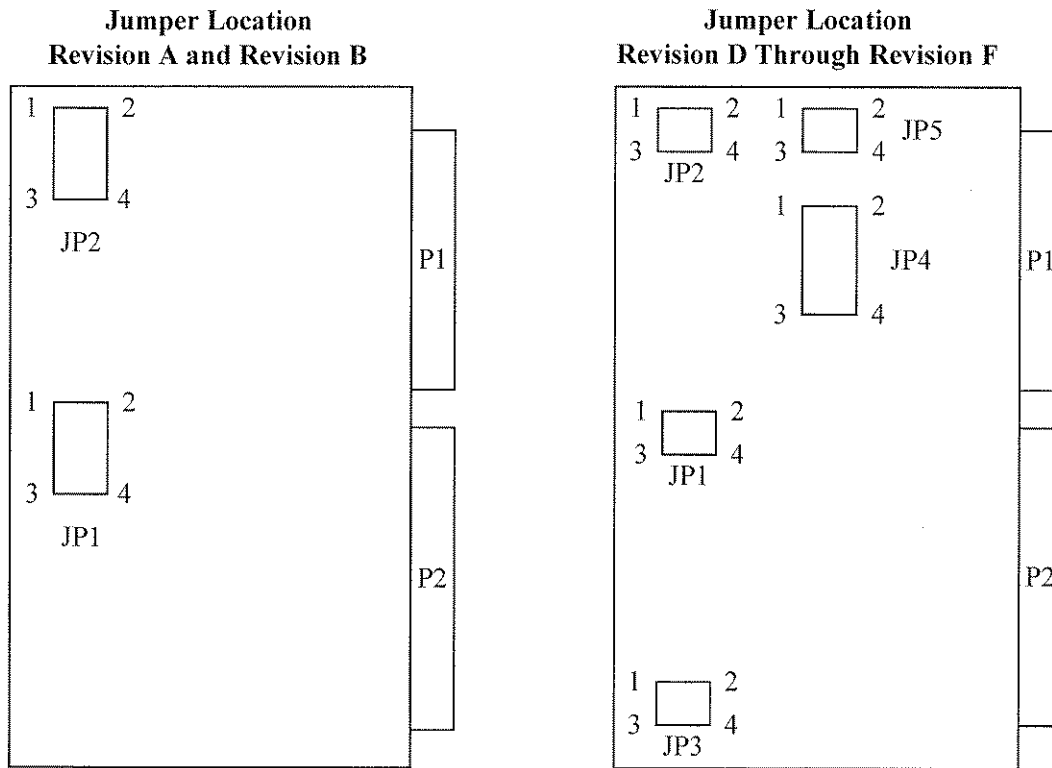 Jumper Location
Revision A and Revision B
1 2
3 4
JP2
P1
1 2
3 4
JP1
P2
Jumper Location
Revision D Through Revision F
1 2 1 2 JP5
3 4 3 4
JP2
1 2
JP4
P1
3 4
1 2
3 4
JP1
P2
1 2
3 4
JP3